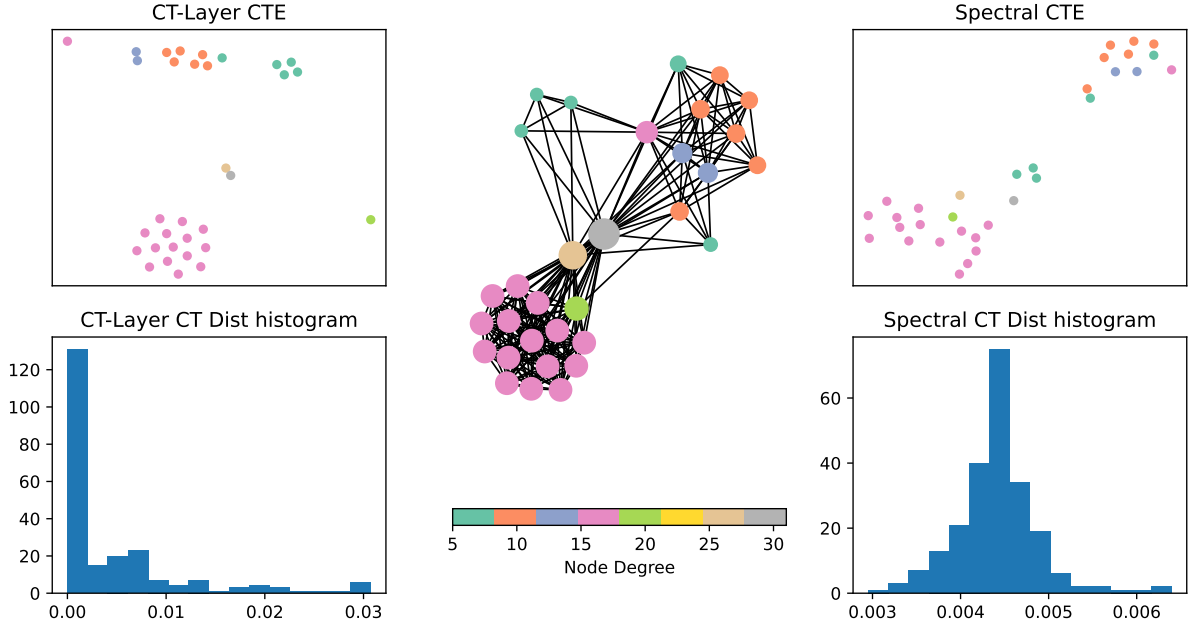 CT-Layer CTE
Spectral CTE
CT-Layer CT Dist histogram
120
100
80
60
40
20
0
0.00 0.01 0.02 0.03
5 10 15 20 25 30
Node Degree
Spectral CT Dist histogram
60
40
20
0
0.003 0.004 0.005 0.006